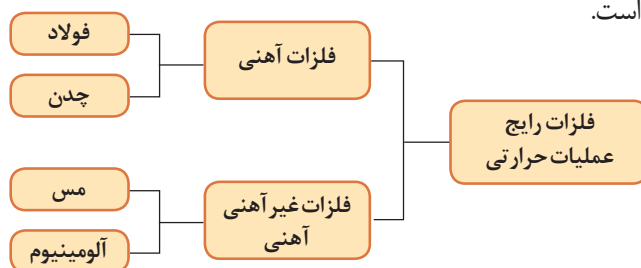 است.
فلزات رایج
عملیات حرارتی
فلزات آهنی
فولاد
چدن
فلزات غیر آهنی
آهنی
مس
آلومینیوم